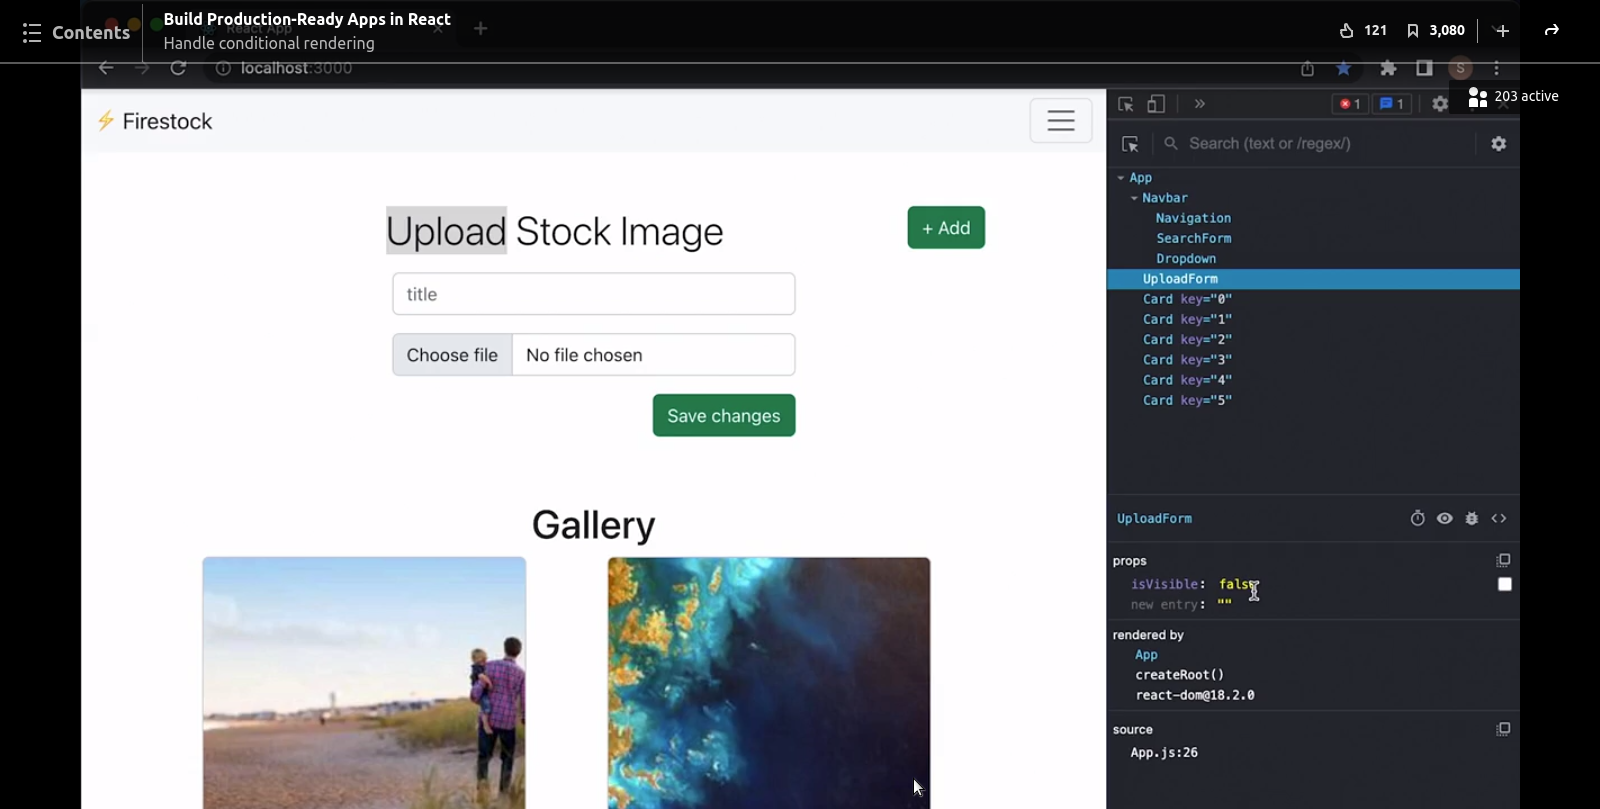 Contents
Build Production-Ready Apps in React
Handle conditional rendering
React App
121
3,080
localhost:3000
S
203 active
1
1
Firestock
Search (text or /regex/)
Upload Stock Image
+ Add
title
Choose file
No file chosen
Save changes
Gallery
App
Navbar
Navigation
SearchForm
Dropdown
UploadForm
Card key="0"
Card key="1"
Card key="2"
Card key="3"
Card key="4"
Card key="5"
UploadForm
props
isVisible: false
new entry: ""
rendered by
App
createRoot()
react-dom@18.2.0
source
App.js:26